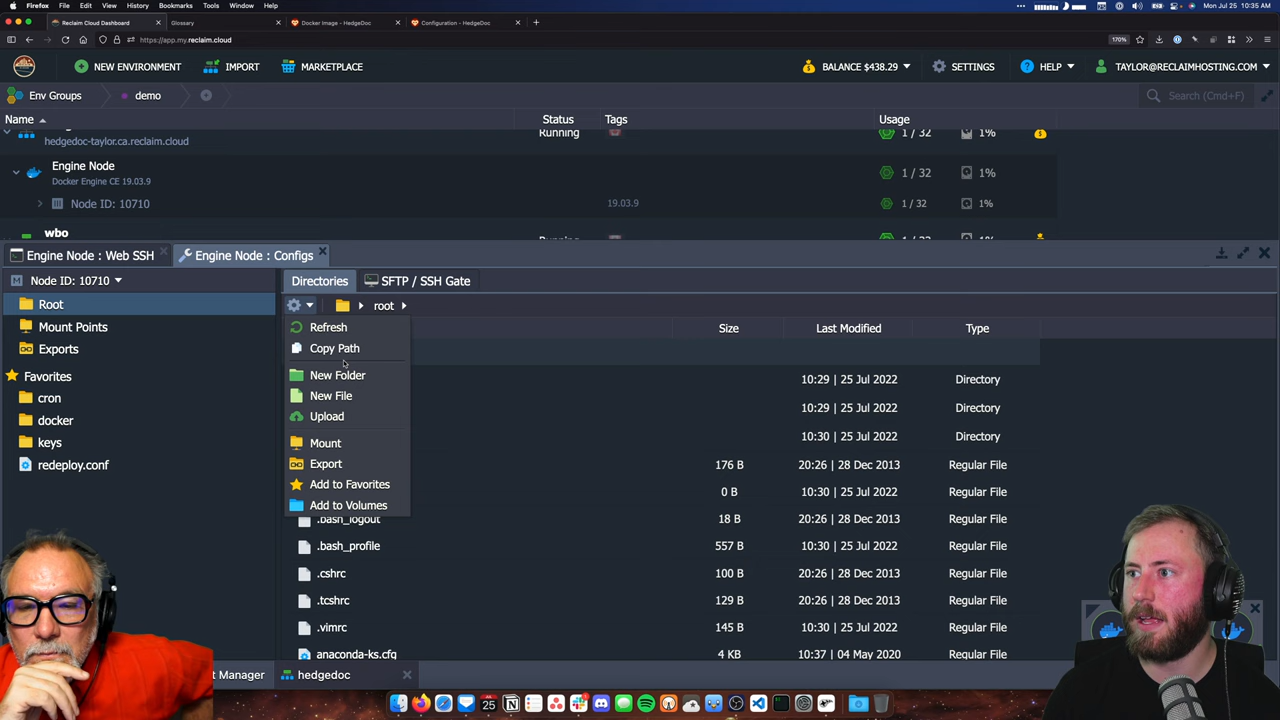 Firefox File Edit View History Bookmarks Tools Window Help Mon Jul 25 10:35 AM
Reclaim Cloud Dashboard × Glossary × Docker Image - HedgeDoc × Configuration - HedgeDoc × +
https://app.my.reclaim.cloud 170%
NEW ENVIRONMENT IMPORT MARKETPLACE BALANCE $438.29 SETTINGS HELP TAYLOR@RECLAIMHOSTING.COM
Env Groups demo Search (Cmd+F)
Name Status Tags Usage
hedgedoc-taylor.ca.reclaim.cloud Running 1 / 32 1%
Engine Node
Docker Engine CE 19.03.9 1 / 32 1%
Node ID: 10710 19.03.9 1 / 32 1%
wbo Running 1 / 32 1%
Engine Node : Web SSH Engine Node : Configs
Node ID: 10710 Directories SFTP / SSH Gate
Root root
Mount Points
Exports
Favorites
cron
docker
keys
redeploy.conf
Refresh
Copy Path
New Folder
New File
Upload
Mount
Export
Add to Favorites
Add to Volumes
Size Last Modified Type
10:29 | 25 Jul 2022 Directory
10:29 | 25 Jul 2022 Directory
10:30 | 25 Jul 2022 Directory
176 B 20:26 | 28 Dec 2013 Regular File
0 B 10:30 | 25 Jul 2022 Regular File
.bash_logout 18 B 20:26 | 28 Dec 2013 Regular File
.bash_profile 557 B 10:30 | 25 Jul 2022 Regular File
.cshrc 100 B 20:26 | 28 Dec 2013 Regular File
.tcshrc 129 B 20:26 | 28 Dec 2013 Regular File
.vimrc 145 B 10:30 | 25 Jul 2022 Regular File
anaconda-ks.cfg 4 KB 10:37 | 04 May 2020 Regular File
Manager hedgedoc